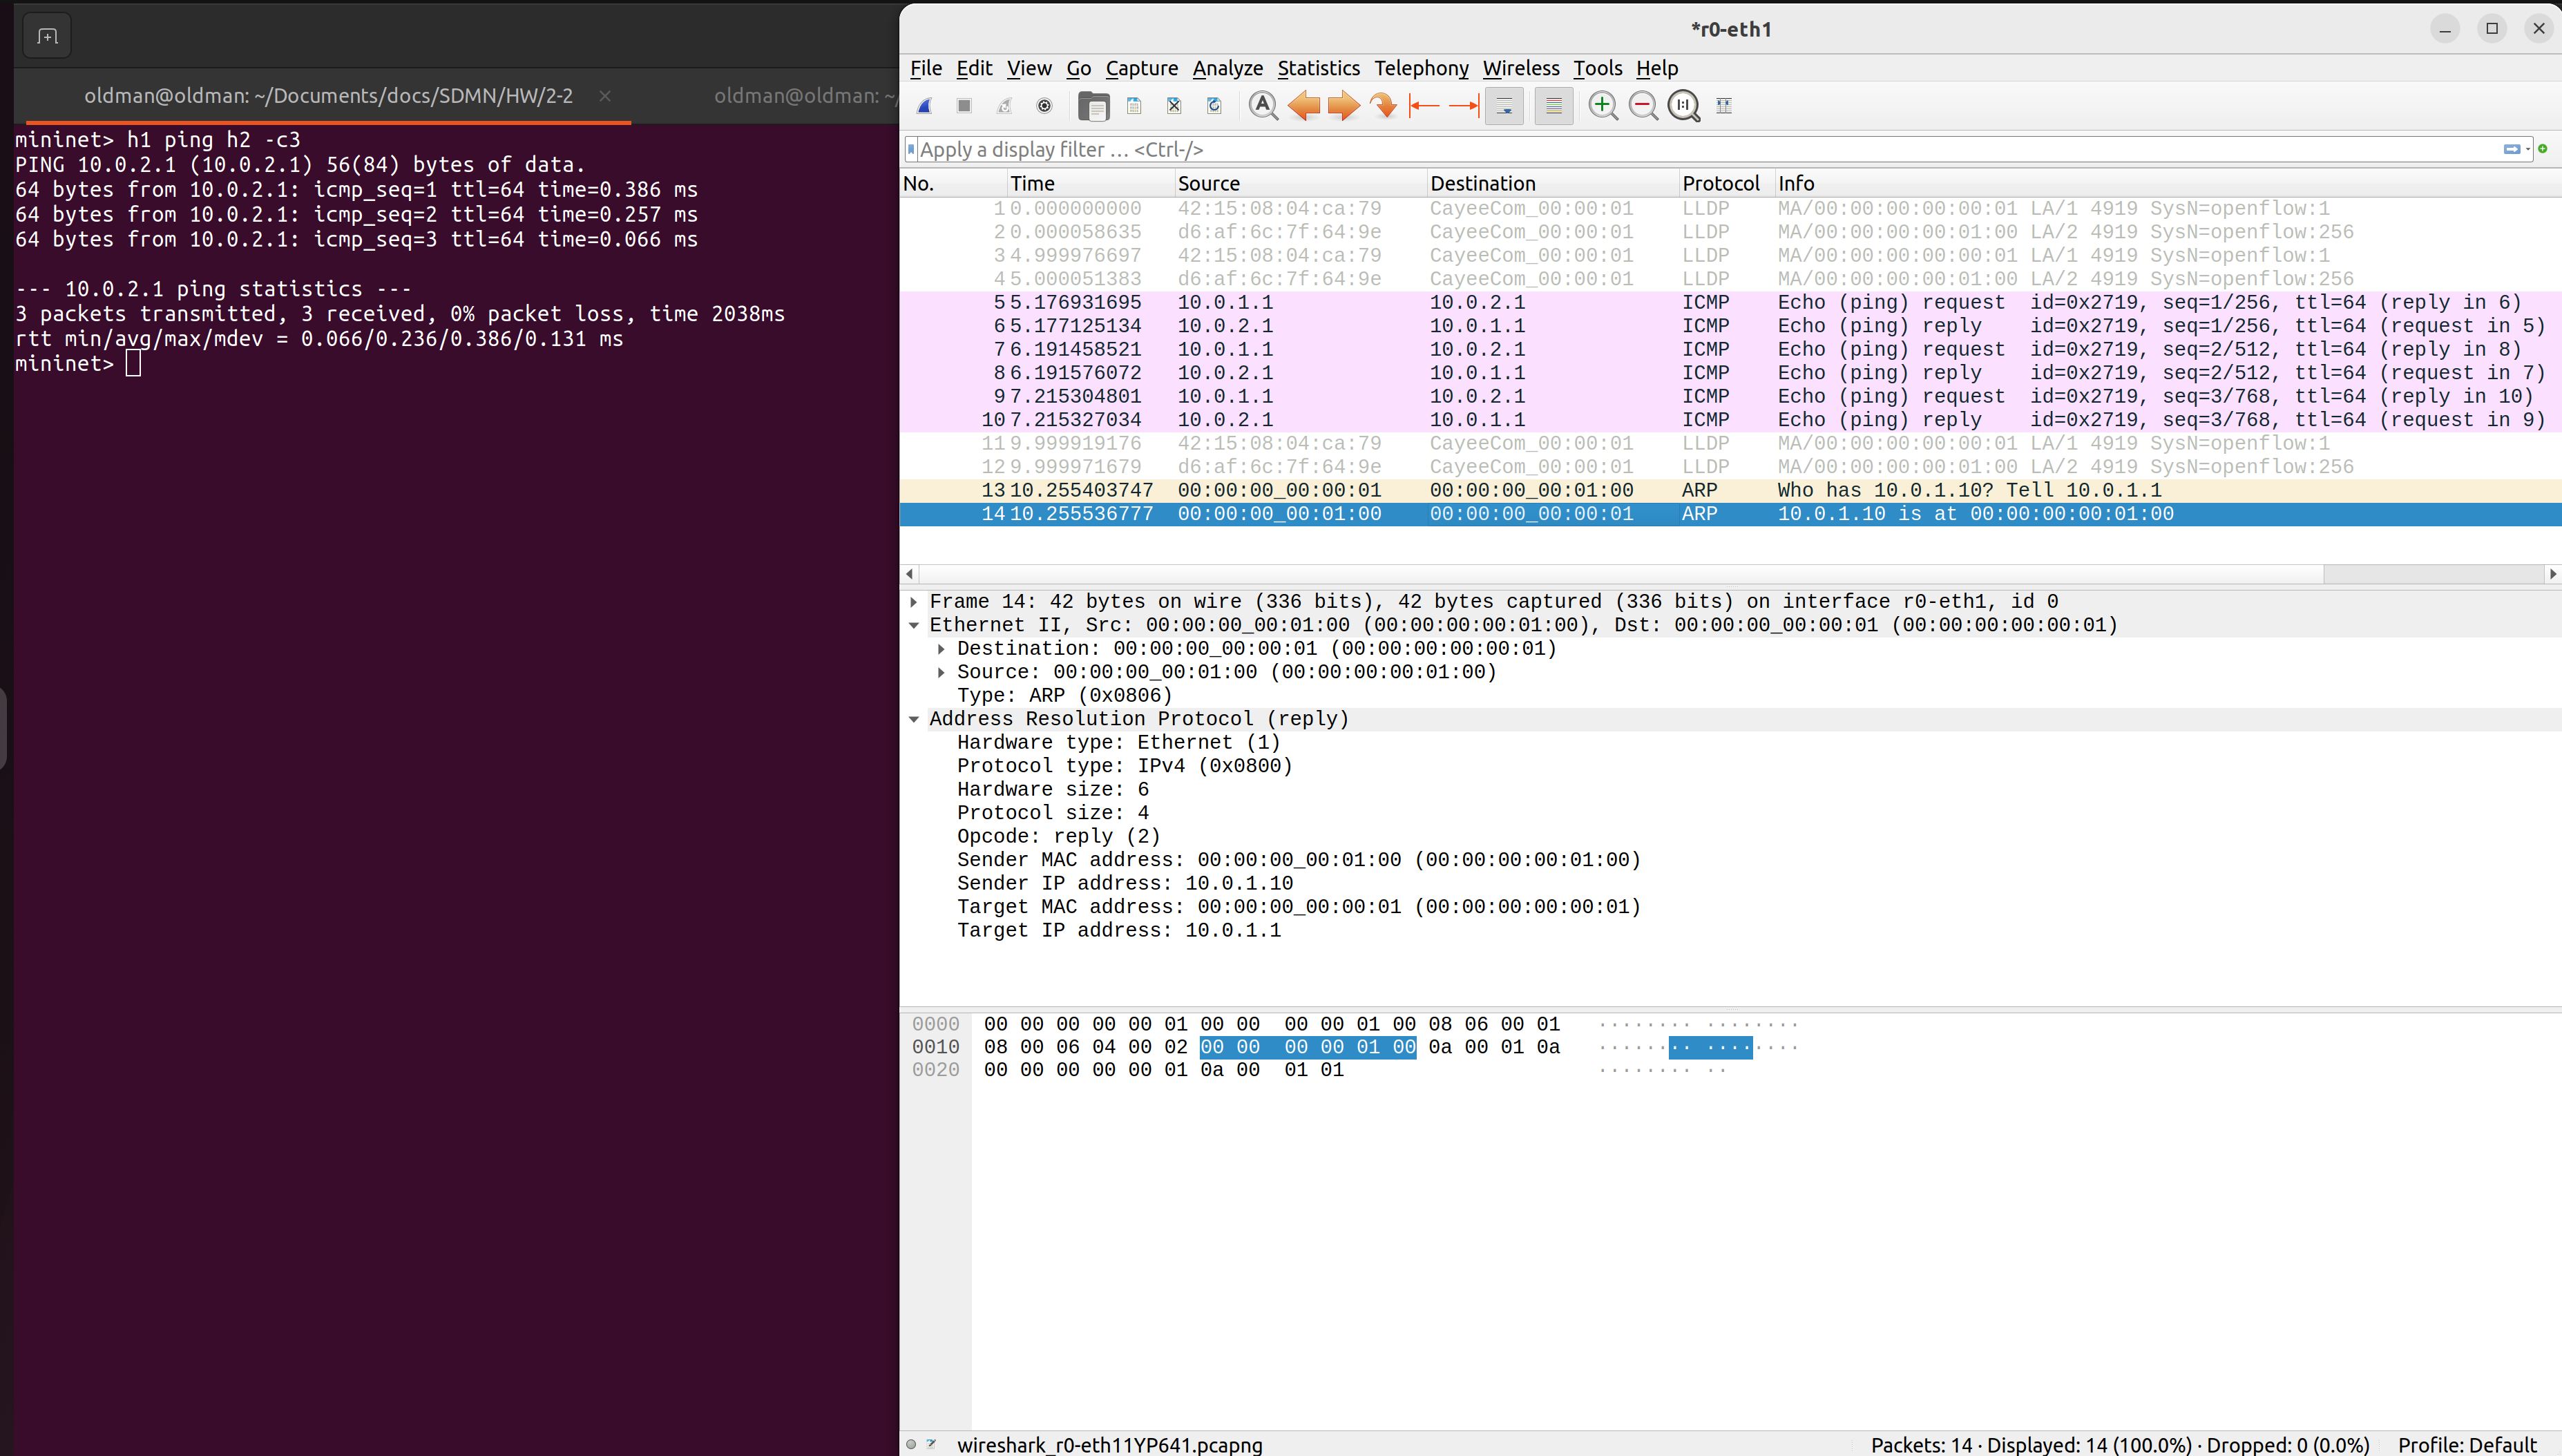 oldman@oldman: ~/Documents/docs/SDMN/HW/2-2
oldman@oldman: ~/
mininet> h1 ping h2 -c3
PING 10.0.2.1 (10.0.2.1) 56(84) bytes of data.
64 bytes from 10.0.2.1: icmp_seq=1 ttl=64 time=0.386 ms
64 bytes from 10.0.2.1: icmp_seq=2 ttl=64 time=0.257 ms
64 bytes from 10.0.2.1: icmp_seq=3 ttl=64 time=0.066 ms
--- 10.0.2.1 ping statistics ---
3 packets transmitted, 3 received, 0% packet loss, time 2038ms
rtt min/avg/max/mdev = 0.066/0.236/0.386/0.131 ms
mininet>
*r0-eth1
File Edit View Go Capture Analyze Statistics Telephony Wireless Tools Help
Apply a display filter … <Ctrl-/>
No. Time Source Destination Protocol Info
1 0.000000000 42:15:08:04:ca:79 CayeeCom_00:00:01 LLDP MA/00:00:00:00:00:01 LA/1 4919 SysN=openflow:1
2 0.000058635 d6:af:6c:7f:64:9e CayeeCom_00:00:01 LLDP MA/00:00:00:00:01:00 LA/2 4919 SysN=openflow:256
3 4.999976697 42:15:08:04:ca:79 CayeeCom_00:00:01 LLDP MA/00:00:00:00:00:01 LA/1 4919 SysN=openflow:1
4 5.000051383 d6:af:6c:7f:64:9e CayeeCom_00:00:01 LLDP MA/00:00:00:00:01:00 LA/2 4919 SysN=openflow:256
5 5.176931695 10.0.1.1 10.0.2.1 ICMP Echo (ping) request id=0x2719, seq=1/256, ttl=64 (reply in 6)
6 5.177125134 10.0.2.1 10.0.1.1 ICMP Echo (ping) reply id=0x2719, seq=1/256, ttl=64 (request in 5)
7 6.191458521 10.0.1.1 10.0.2.1 ICMP Echo (ping) request id=0x2719, seq=2/512, ttl=64 (reply in 8)
8 6.191576072 10.0.2.1 10.0.1.1 ICMP Echo (ping) reply id=0x2719, seq=2/512, ttl=64 (request in 7)
9 7.215304801 10.0.1.1 10.0.2.1 ICMP Echo (ping) request id=0x2719, seq=3/768, ttl=64 (reply in 10)
10 7.215327034 10.0.2.1 10.0.1.1 ICMP Echo (ping) reply id=0x2719, seq=3/768, ttl=64 (request in 9)
11 9.999919176 42:15:08:04:ca:79 CayeeCom_00:00:01 LLDP MA/00:00:00:00:00:01 LA/1 4919 SysN=openflow:1
12 9.999971679 d6:af:6c:7f:64:9e CayeeCom_00:00:01 LLDP MA/00:00:00:00:01:00 LA/2 4919 SysN=openflow:256
13 10.255403747 00:00:00_00:00:01 00:00:00_00:01:00 ARP Who has 10.0.1.10? Tell 10.0.1.1
14 10.255536777 00:00:00_00:01:00 00:00:00_00:00:01 ARP 10.0.1.10 is at 00:00:00:00:01:00
Frame 14: 42 bytes on wire (336 bits), 42 bytes captured (336 bits) on interface r0-eth1, id 0
Ethernet II, Src: 00:00:00_00:01:00 (00:00:00:00:01:00), Dst: 00:00:00_00:00:01 (00:00:00:00:00:01)
Destination: 00:00:00_00:00:01 (00:00:00:00:00:01)
Source: 00:00:00_00:01:00 (00:00:00:00:01:00)
Type: ARP (0x0806)
Address Resolution Protocol (reply)
Hardware type: Ethernet (1)
Protocol type: IPv4 (0x0800)
Hardware size: 6
Protocol size: 4
Opcode: reply (2)
Sender MAC address: 00:00:00_00:01:00 (00:00:00:00:01:00)
Sender IP address: 10.0.1.10
Target MAC address: 00:00:00_00:00:01 (00:00:00:00:00:01)
Target IP address: 10.0.1.1
0000 00 00 00 00 00 01 00 00 00 00 01 00 08 06 00 01 ········ ········
0010 08 00 06 04 00 02 00 00 00 00 01 00 0a 00 01 0a ········ ········
0020 00 00 00 00 00 01 0a 00 01 01 ········ ··
wireshark_r0-eth11YP641.pcapng
Packets: 14 · Displayed: 14 (100.0%) · Dropped: 0 (0.0%)
Profile: Default